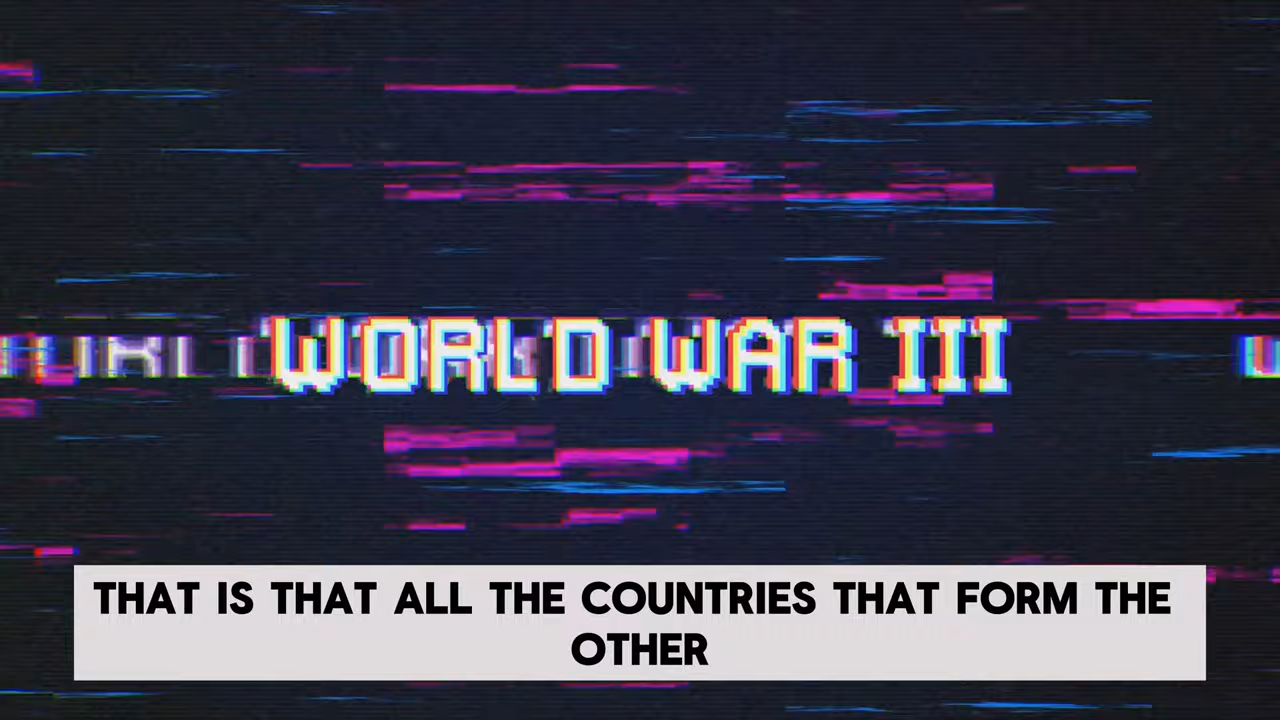 WORLD WAR III
THAT IS THAT ALL THE COUNTRIES THAT FORM THE
OTHER